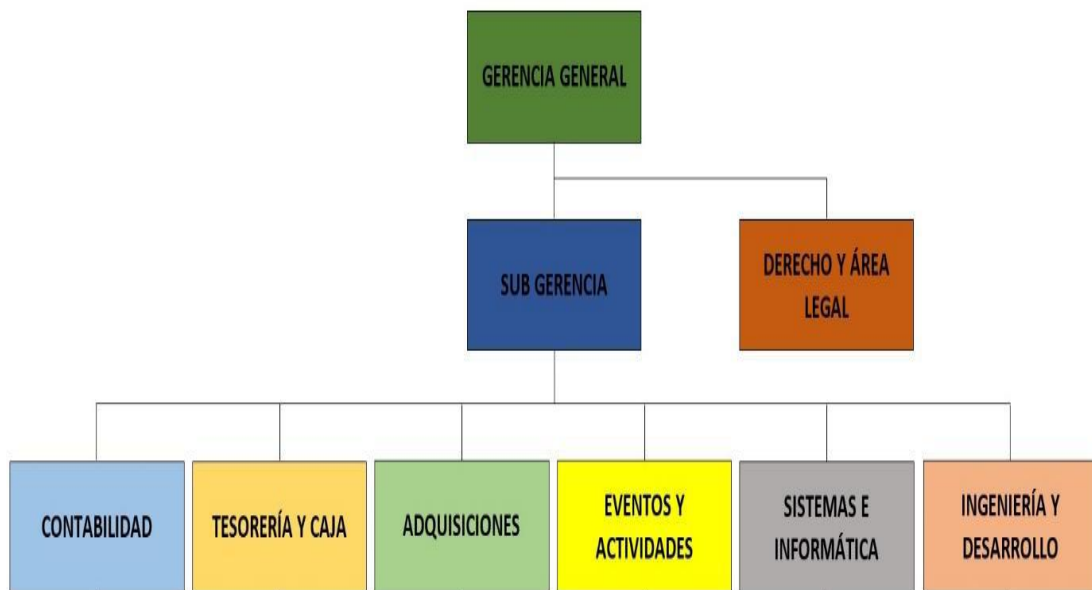 GERENCIA GENERAL
SUB GERENCIA
DERECHO Y ÁREA
LEGAL
CONTABILIDAD
TESORERÍA Y CAJA
ADQUISICIONES
EVENTOS Y
ACTIVIDADES
SISTEMAS E
INFORMÁTICA
INGENIERÍA Y
DESARROLLO